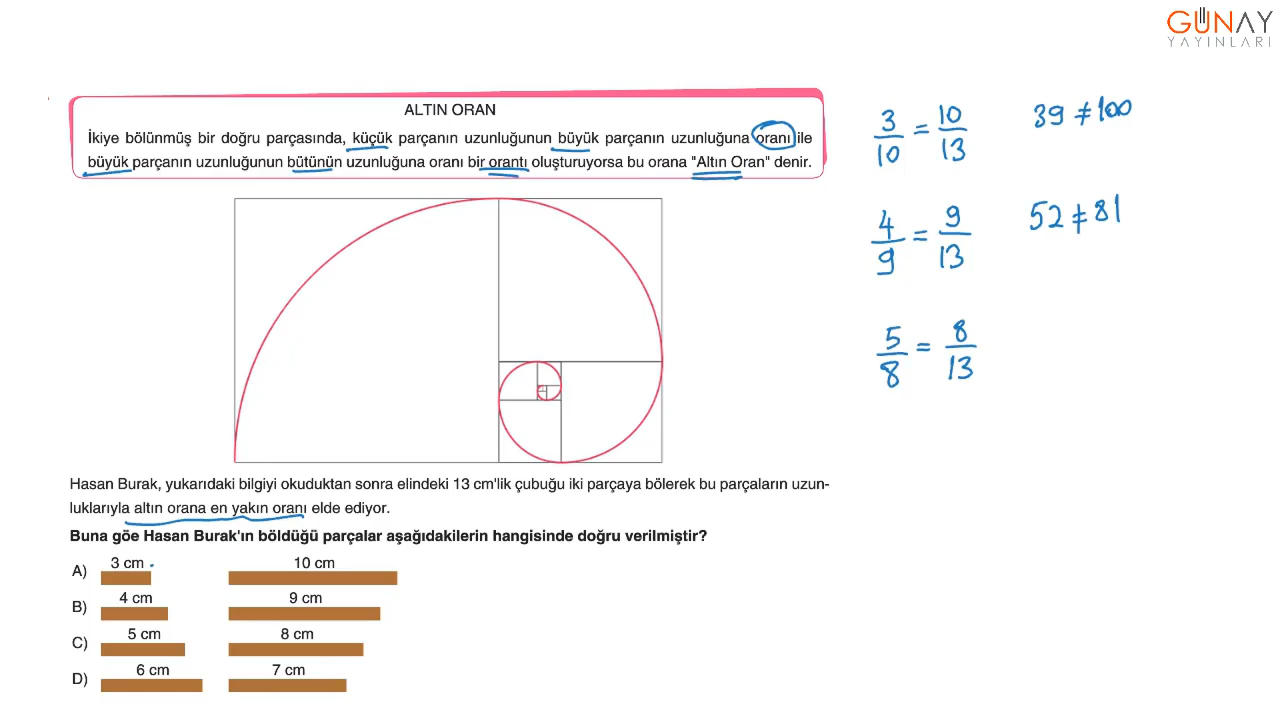 GÜNAY
YAYINLARI
ALTIN ORAN
İkiye bölünmüş bir doğru parçasında, küçük parçanın uzunluğunun büyük parçanın uzunluğuna oranı ile
büyük parçanın uzunluğunun bütünün uzunluğuna oranı bir orantı oluşturuyorsa bu orana "Altın Oran" denir.
3/10 = 10/13 39 ≠ 100
4/9 = 9/13 52 ≠ 81
5/8 = 8/13
Hasan Burak, yukarıdaki bilgiyi okuduktan sonra elindeki 13 cm'lik çubuğu iki parçaya bölerek bu parçaların uzun-
luklarıyla altın orana en yakın oranı elde ediyor.
Buna göe Hasan Burak'ın böldüğü parçalar aşağıdakilerin hangisinde doğru verilmiştir?
A) 3 cm 10 cm
B) 4 cm 9 cm
C) 5 cm 8 cm
D) 6 cm 7 cm